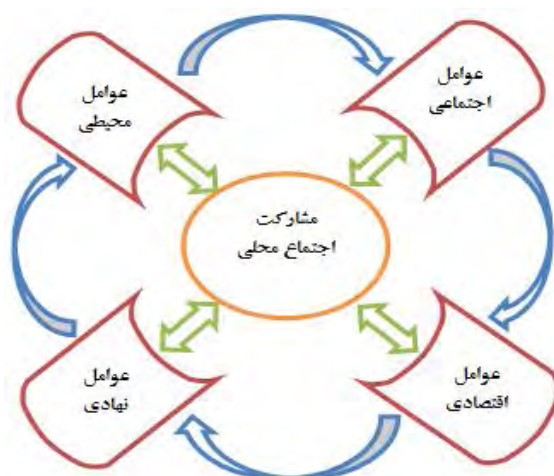 عوامل
اجتماعی
عوامل
محیطی
مشارکت
اجتماع محلی
عوامل
اقتصادی
عوامل
نهادی